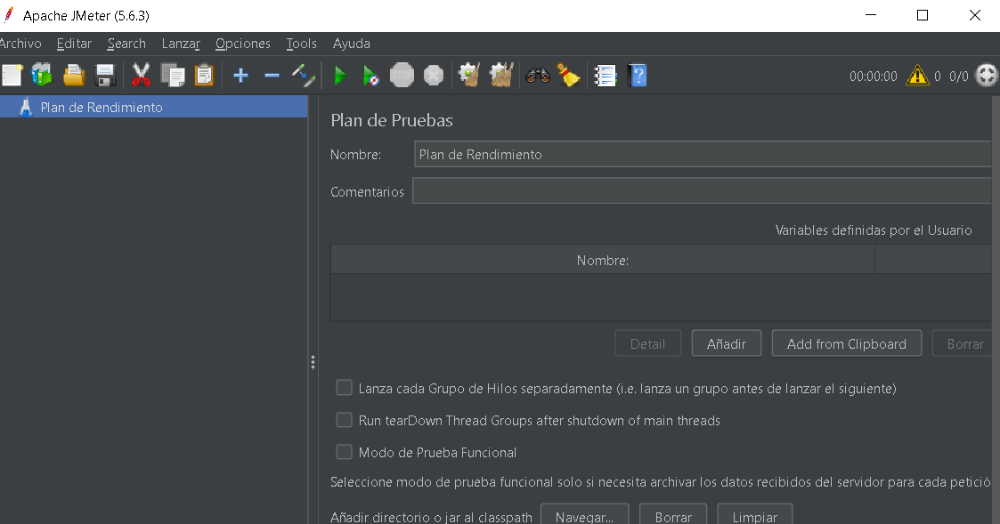 Apache JMeter (5.6.3)
Archivo Editar Search Lanzar Opciones Tools Ayuda
00:00:00 0 0/0
Plan de Rendimiento
Plan de Pruebas
Nombre: Plan de Rendimiento
Comentarios
Variables definidas por el Usuario
Nombre:
Detail Añadir Add from Clipboard Borrar
Lanza cada Grupo de Hilos separadamente (i.e. lanza un grupo antes de lanzar el siguiente)
Run tearDown Thread Groups after shutdown of main threads
Modo de Prueba Funcional
Seleccione modo de prueba funcional solo si necesita archivar los datos recibidos del servidor para cada petició
Añadir directorio o jar al classpath Navegar... Borrar Limpiar